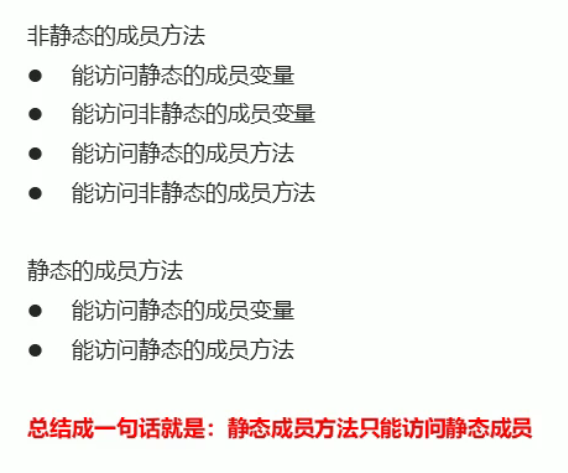 非静态的成员方法
● 能访问静态的成员变量
● 能访问非静态的成员变量
● 能访问静态的成员方法
● 能访问非静态的成员方法
静态的成员方法
● 能访问静态的成员变量
● 能访问静态的成员方法
总结成一句话就是：静态成员方法只能访问静态成员